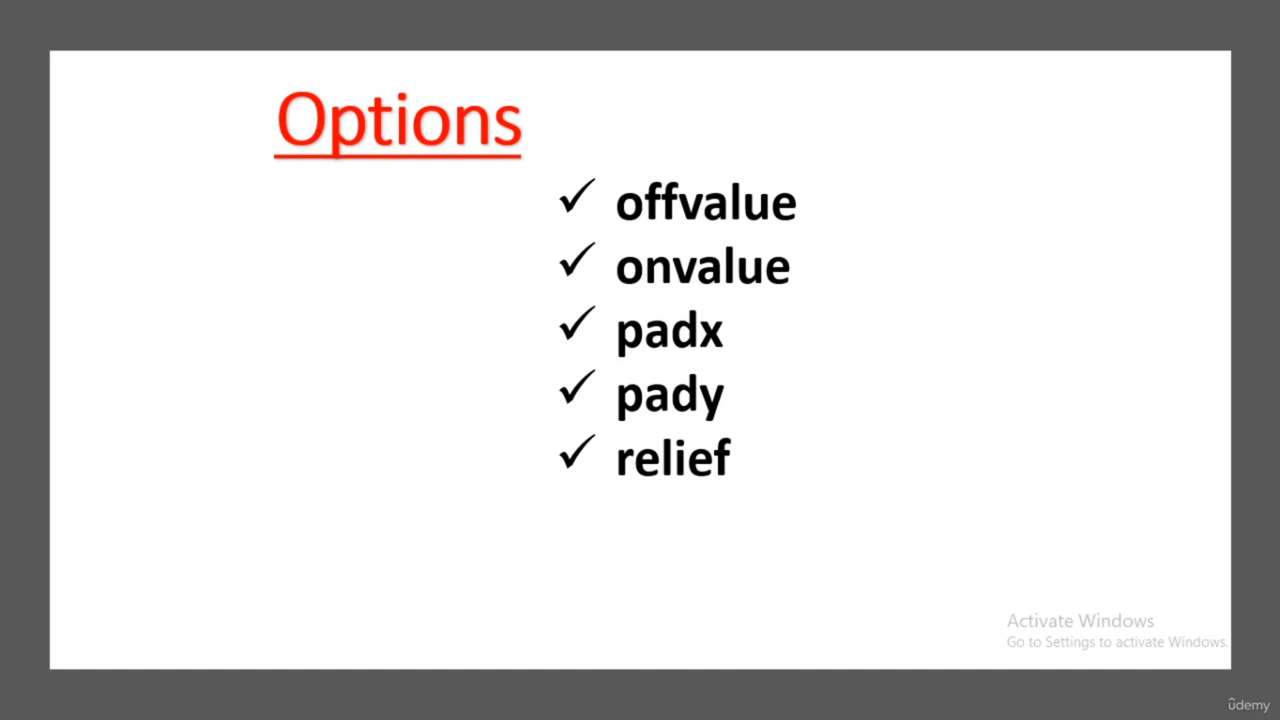 Options
✓ offvalue
✓ onvalue
✓ padx
✓ pady
✓ relief
Activate Windows
Go to Settings to activate Windows.
ûdemy